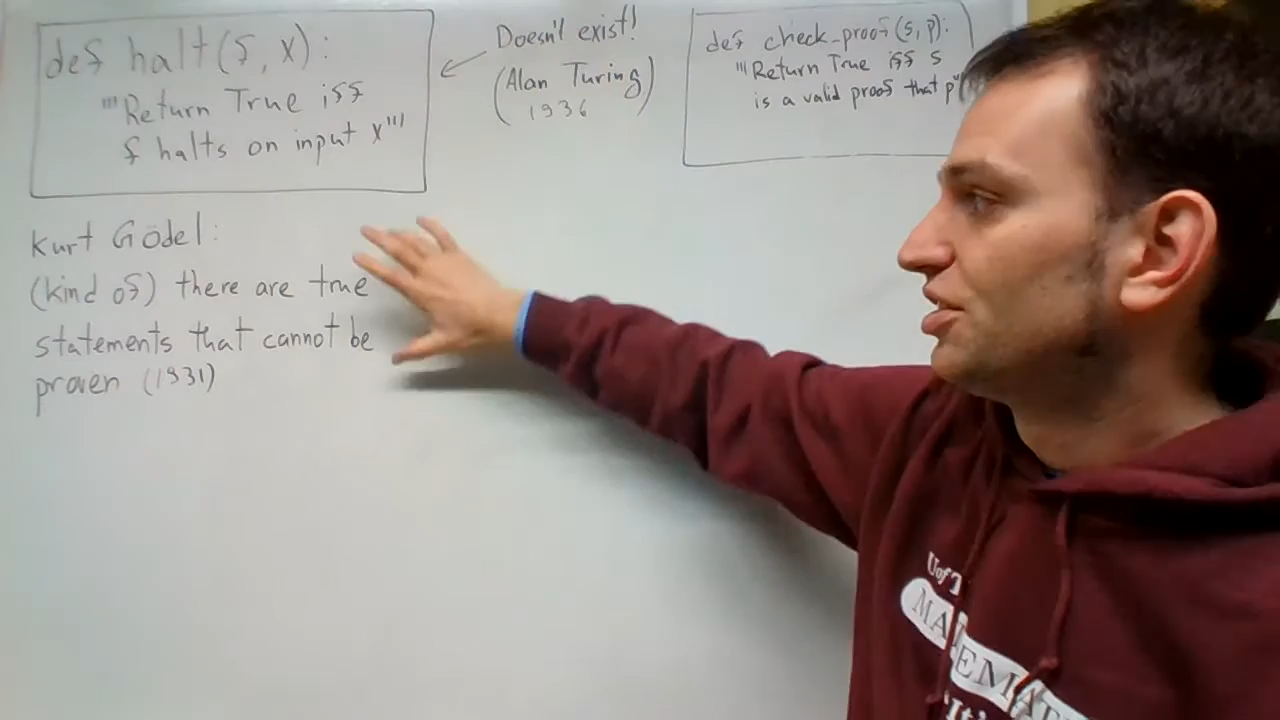 def halt(f, x):
"'Return True iff
f halts on input x"'
Doesn't exist!
(Alan Turing)
1936
def check_proof(s, p):
"'Return True iff s
is a valid proof that p"
Kurt Gödel:
(kind of) there are true
statements that cannot be
proven (1931)
U of T